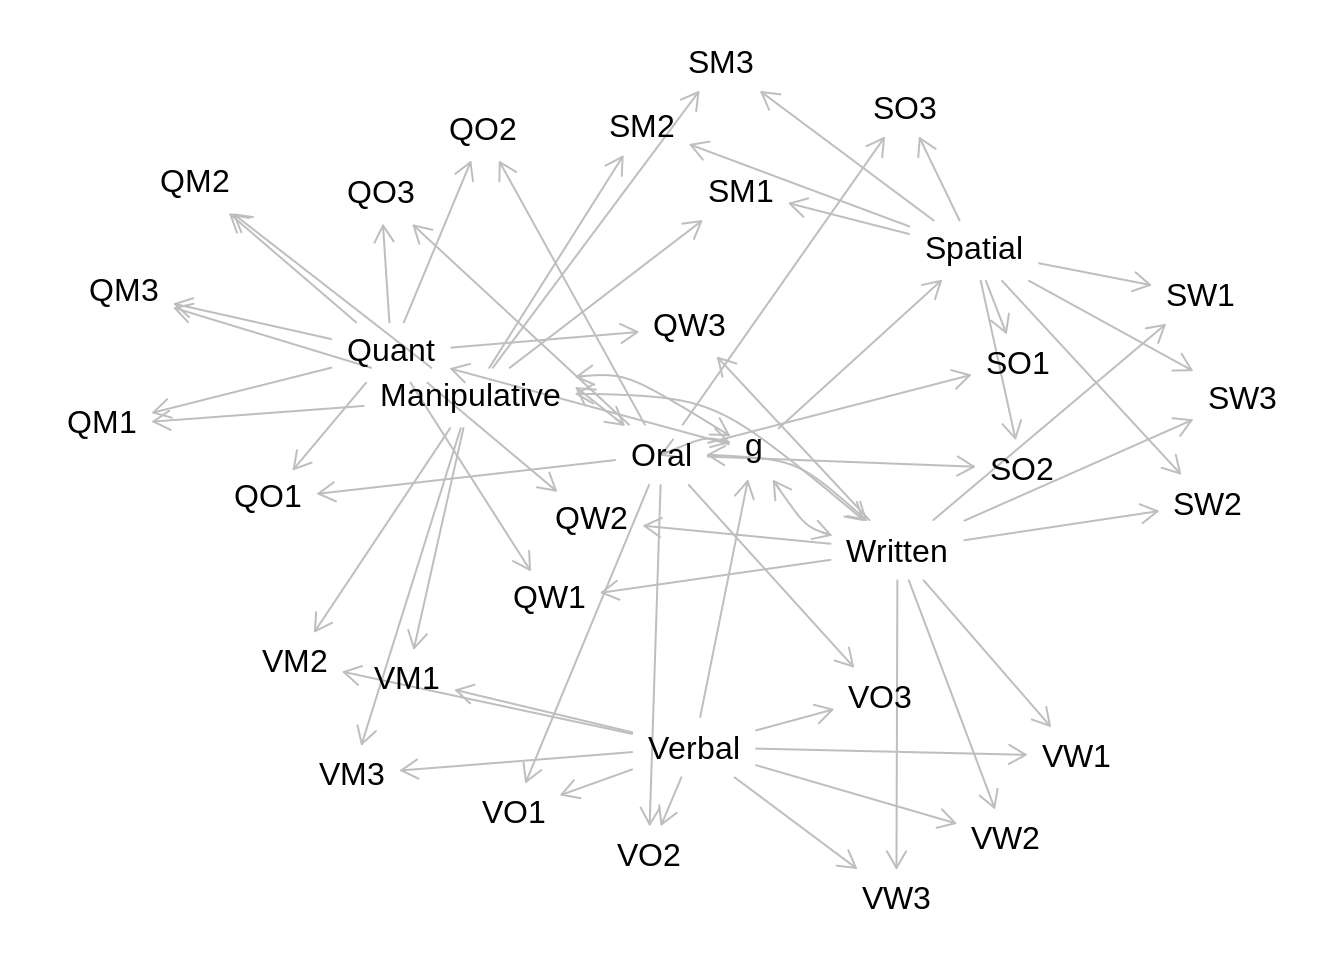 SM3
SO3
SM2
QO2
QM2
SM1
QO3
Spatial
QM3
SW1
QW3
Quant
SO1
Manipulative
SW3
QM1
g
Oral
SO2
QO1
SW2
QW2
Written
QW1
VM2
VM1
VO3
Verbal
VW1
VM3
VO1
VW2
VO2
VW3